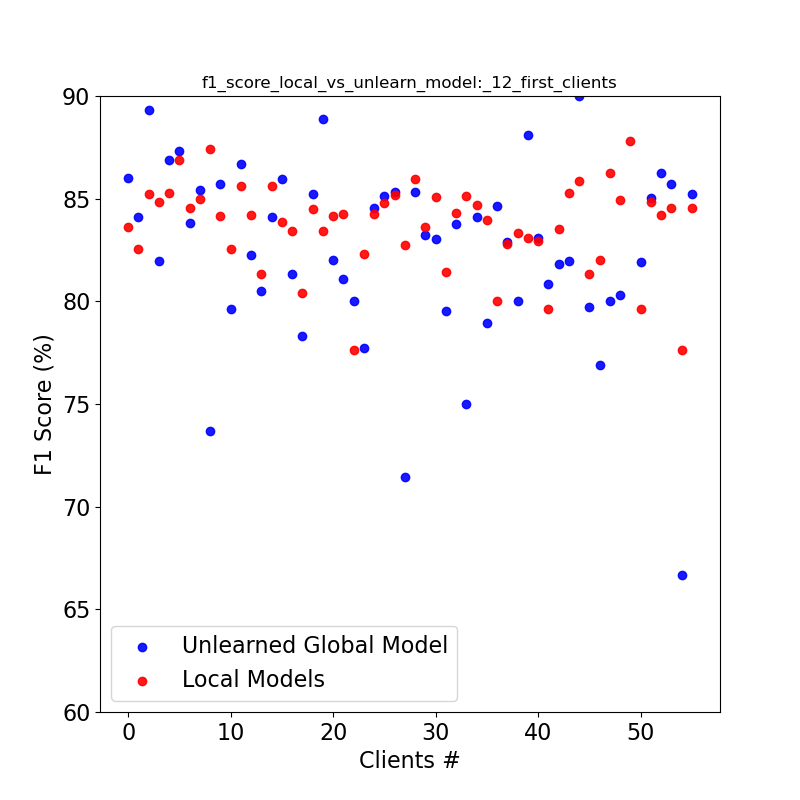 f1_score_local_vs_unlearn_model:_12_first_clients
90
85
80
75
70
65
60
F1 Score (%)
Unlearned Global Model
Local Models
0 10 20 30 40 50
Clients #